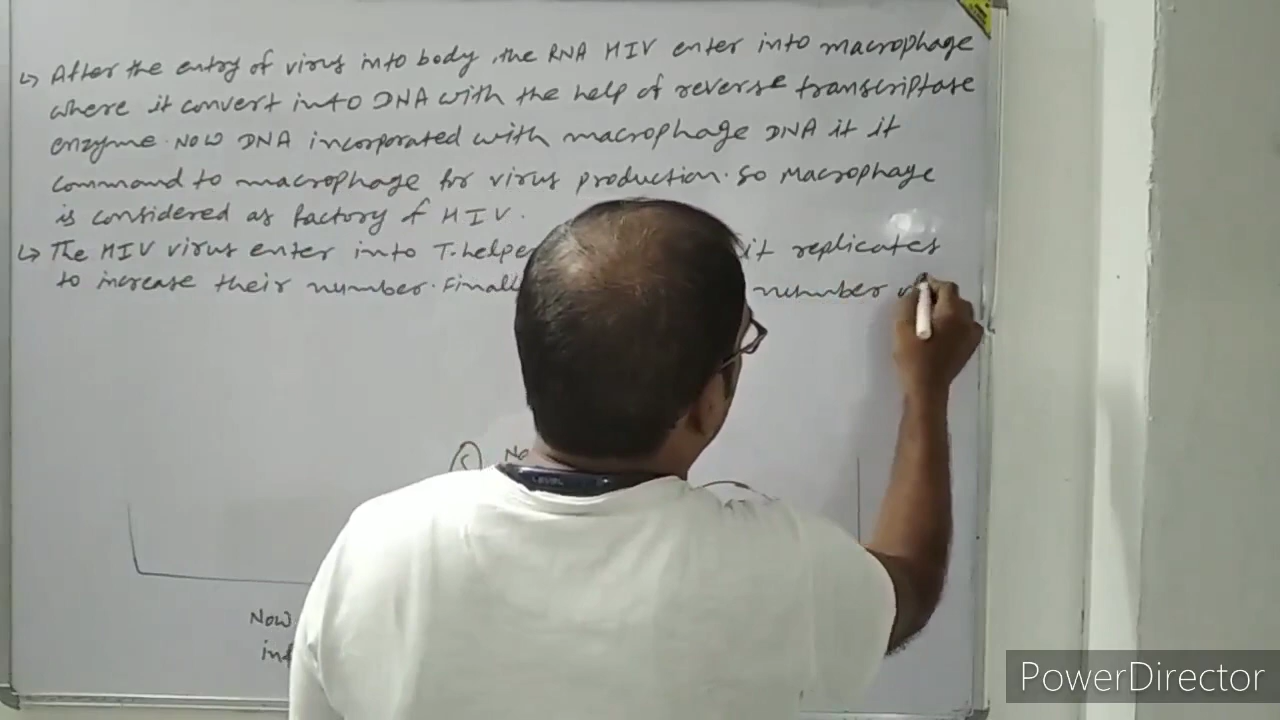 ↳ After the entry of virus into body, the RNA HIV enter into macrophage
where it convert into DNA with the help of reverse transcriptase
enzyme. Now DNA incorporated with macrophage DNA it it
command to macrophage for virus production. So Macrophage
is considered as factory of HIV.
↳ The HIV virus enter into T. helper it replicates
to increase their number. Finall number
Now
PowerDirector